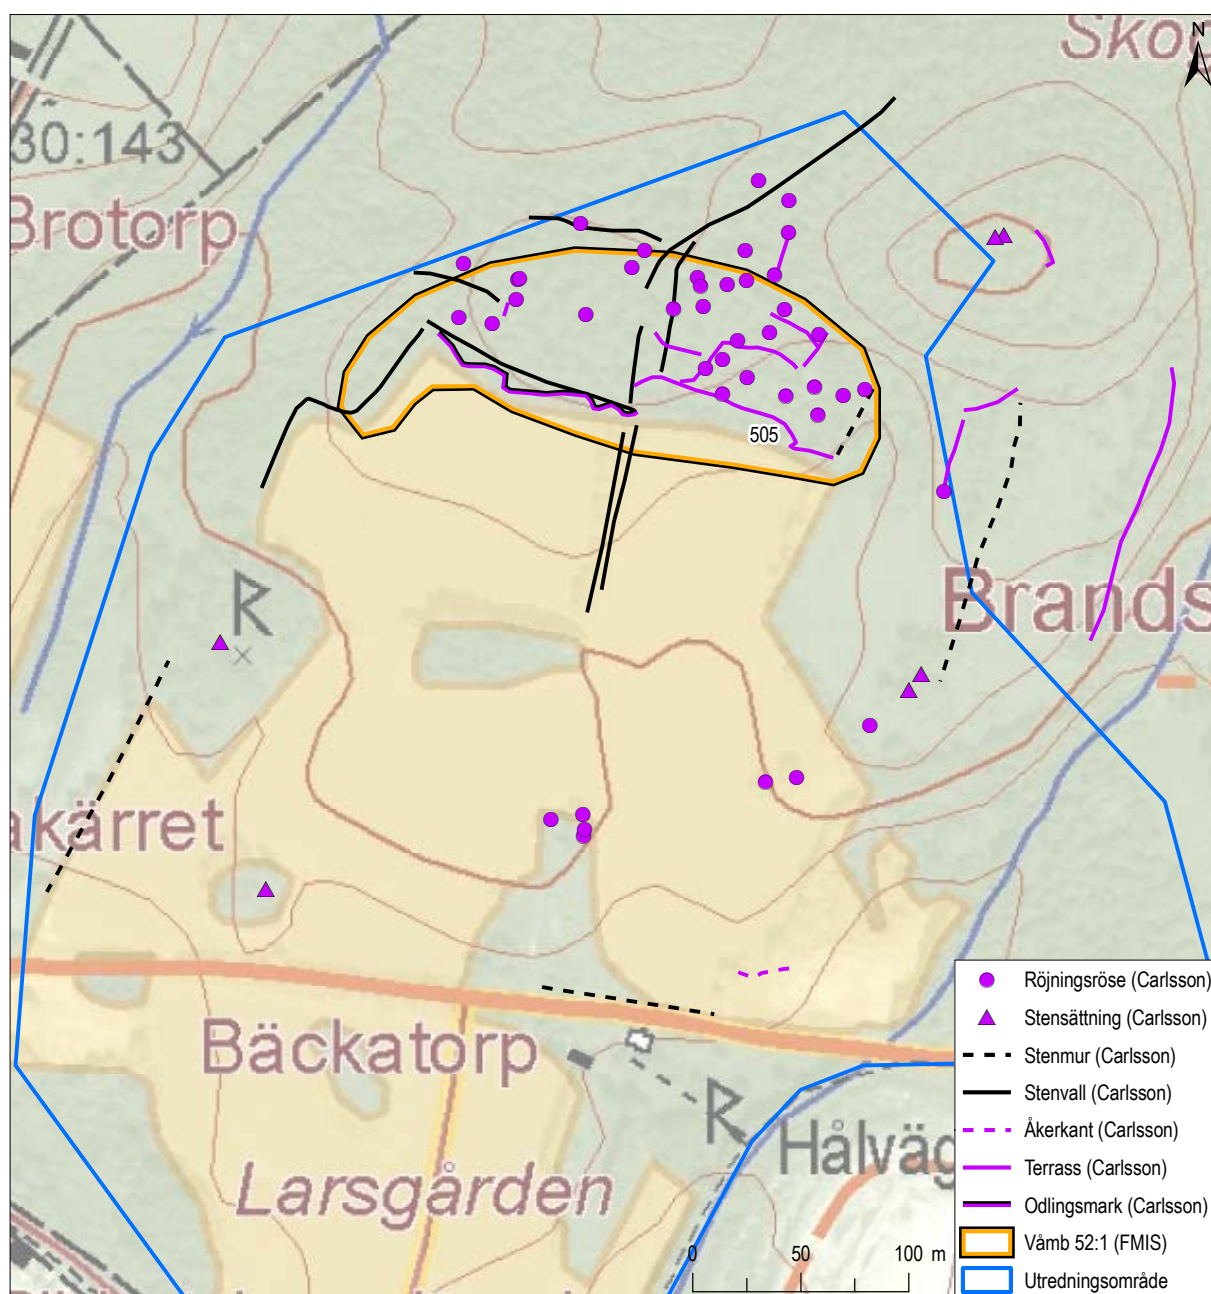 Skog
N
30:143
Brotorp
505
R
Brands
akärret
Bäckatorp
R
Hålväg
Larsgården
0 50 100 m
Röjningsröse (Carlsson)
Stensättning (Carlsson)
Stenmur (Carlsson)
Stenvall (Carlsson)
Åkerkant (Carlsson)
Terrass (Carlsson)
Odlingsmark (Carlsson)
Våmb 52:1 (FMIS)
Utredningsområde